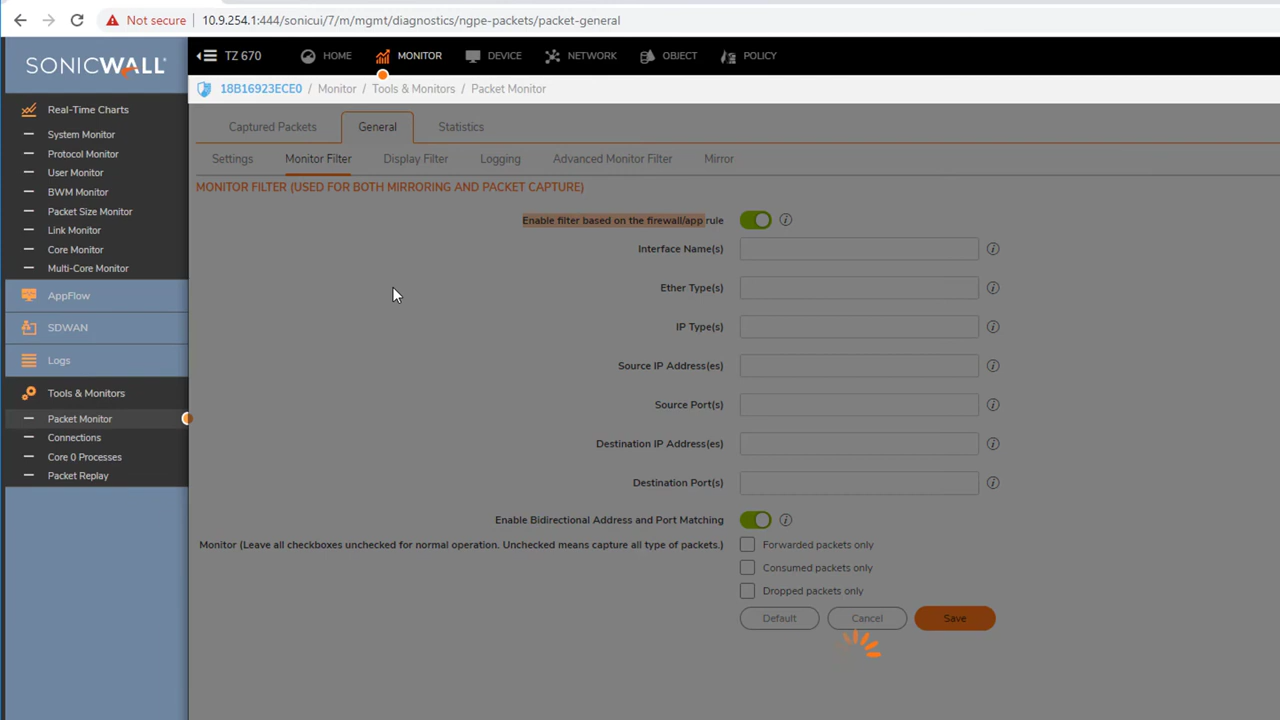 Not secure 10.9.254.1:444/sonicui/7/m/mgmt/diagnostics/ngpe-packets/packet-general
SONICWALL
TZ 670 HOME MONITOR DEVICE NETWORK OBJECT POLICY
18B16923ECE0 / Monitor / Tools & Monitors / Packet Monitor
Real-Time Charts
System Monitor
Protocol Monitor
User Monitor
BWM Monitor
Packet Size Monitor
Link Monitor
Core Monitor
Multi-Core Monitor
AppFlow
SDWAN
Logs
Tools & Monitors
Packet Monitor
Connections
Core 0 Processes
Packet Replay
Captured Packets General Statistics
Settings Monitor Filter Display Filter Logging Advanced Monitor Filter Mirror
MONITOR FILTER (USED FOR BOTH MIRRORING AND PACKET CAPTURE)
Enable filter based on the firewall/app rule
Interface Name(s)
Ether Type(s)
IP Type(s)
Source IP Address(es)
Source Port(s)
Destination IP Address(es)
Destination Port(s)
Enable Bidirectional Address and Port Matching
Monitor (Leave all checkboxes unchecked for normal operation. Unchecked means capture all type of packets.) Forwarded packets only
Consumed packets only
Dropped packets only
Default Cancel Save